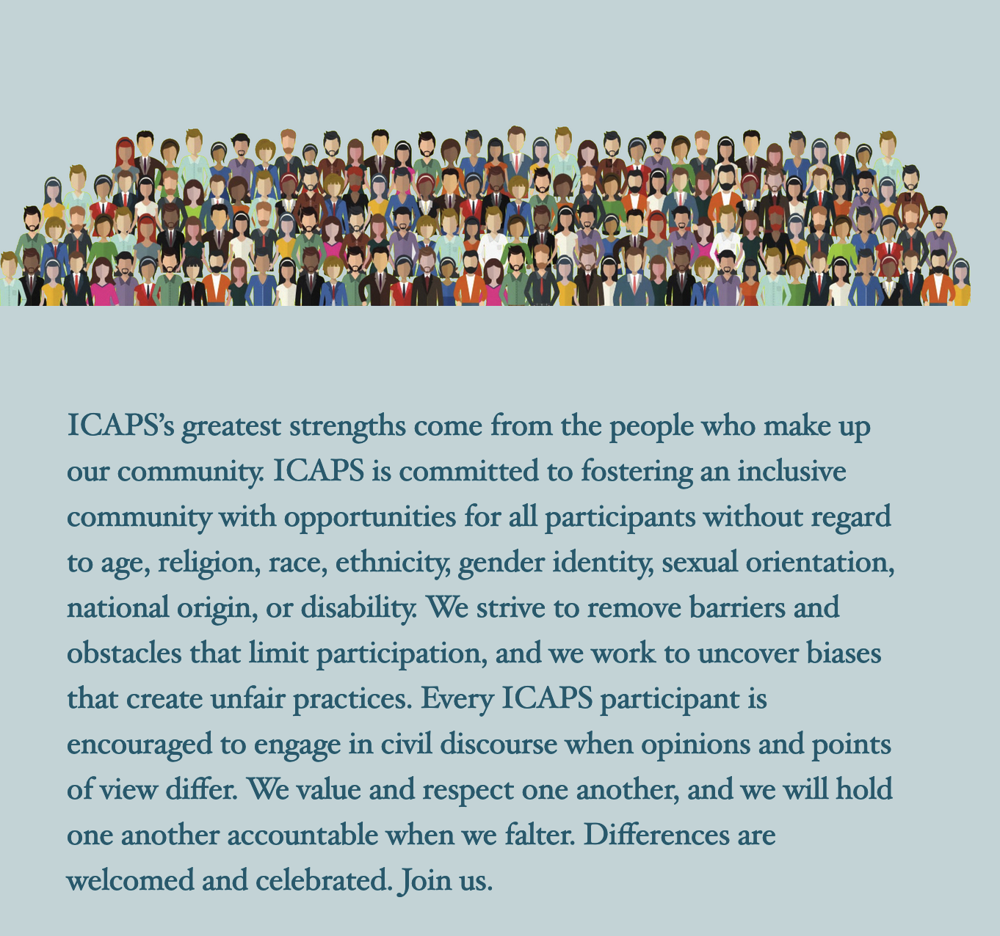 ICAPS’s greatest strengths come from the people who make up
our community. ICAPS is committed to fostering an inclusive
community with opportunities for all participants without regard
to age, religion, race, ethnicity, gender identity, sexual orientation,
national origin, or disability. We strive to remove barriers and
obstacles that limit participation, and we work to uncover biases
that create unfair practices. Every ICAPS participant is
encouraged to engage in civil discourse when opinions and points
of view differ. We value and respect one another, and we will hold
one another accountable when we falter. Differences are
welcomed and celebrated. Join us.